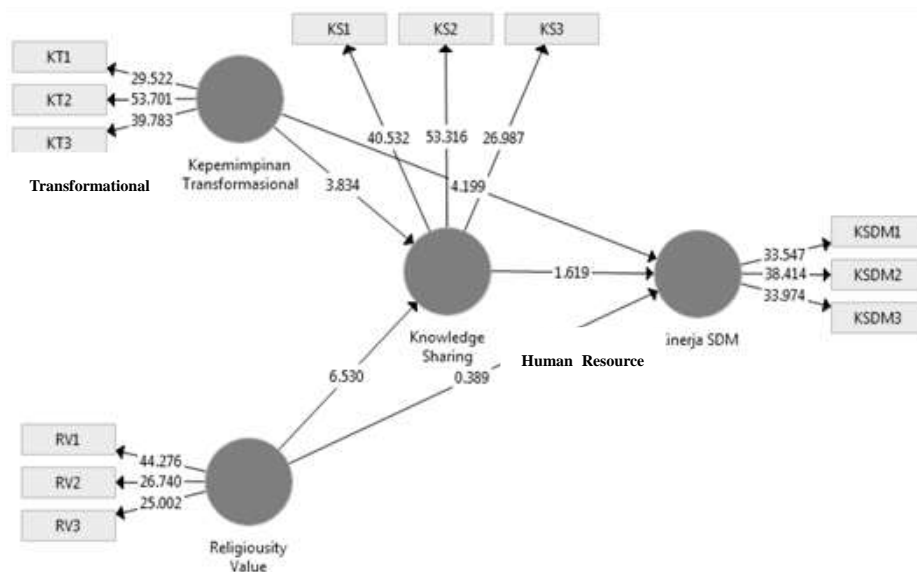 KS1
KS2
KS3
KT1
KT2
KT3
29.522
53.701
39.783
Kepemimpinan
Transformasional
Transformational
40.532
53.316
26.987
3.834
4.199
KSDM1
KSDM2
KSDM3
33.547
38.414
33.974
1.619
Knowledge
Sharing
inerja SDM
Human Resource
6.530
0.389
RV1
RV2
RV3
44.276
26.740
25.002
Religiousity
Value